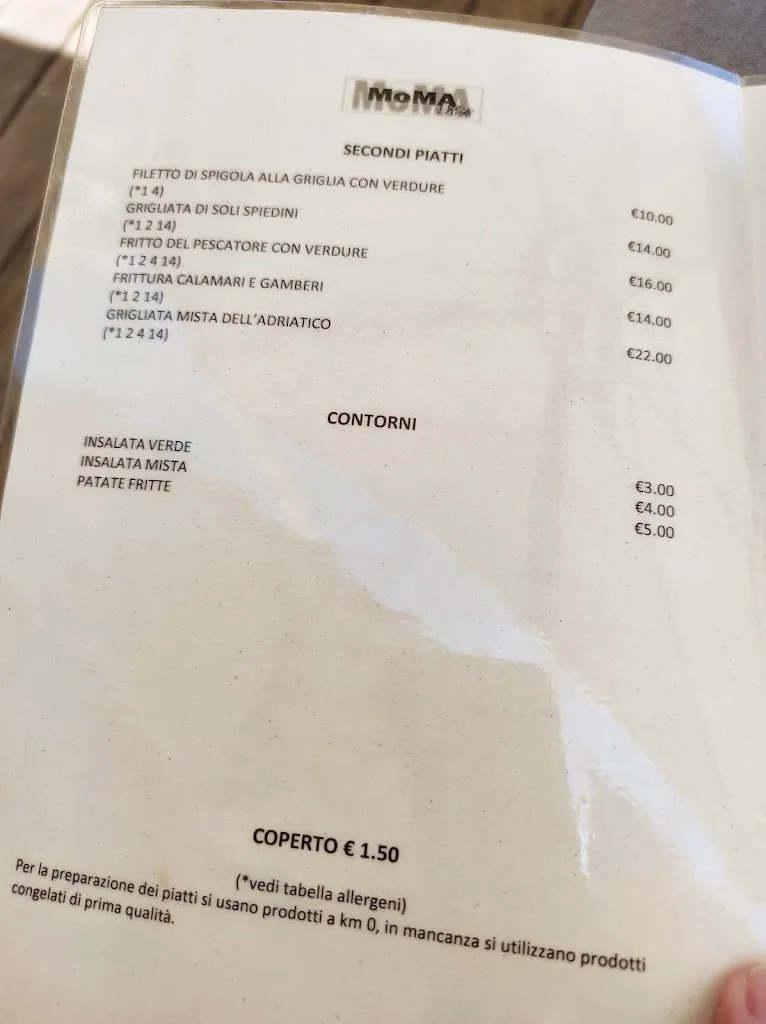 MoMA
SECONDI PIATTI
FILETTO DI SPIGOLA ALLA GRIGLIA CON VERDURE
(*1 4) €10.00
GRIGLIATA DI SOLI SPIEDINI
(*1 2 14) €14.00
FRITTO DEL PESCATORE CON VERDURE
(*1 2 4 14) €16.00
FRITTURA CALAMARI E GAMBERI
(*1 2 14) €14.00
GRIGLIATA MISTA DELL'ADRIATICO
(*1 2 4 14) €22.00
CONTORNI
INSALATA VERDE €3.00
INSALATA MISTA €4.00
PATATE FRITTE €5.00
COPERTO € 1.50
(*vedi tabella allergeni)
Per la preparazione dei piatti si usano prodotti a km 0, in mancanza si utilizzano prodotti
congelati di prima qualità.